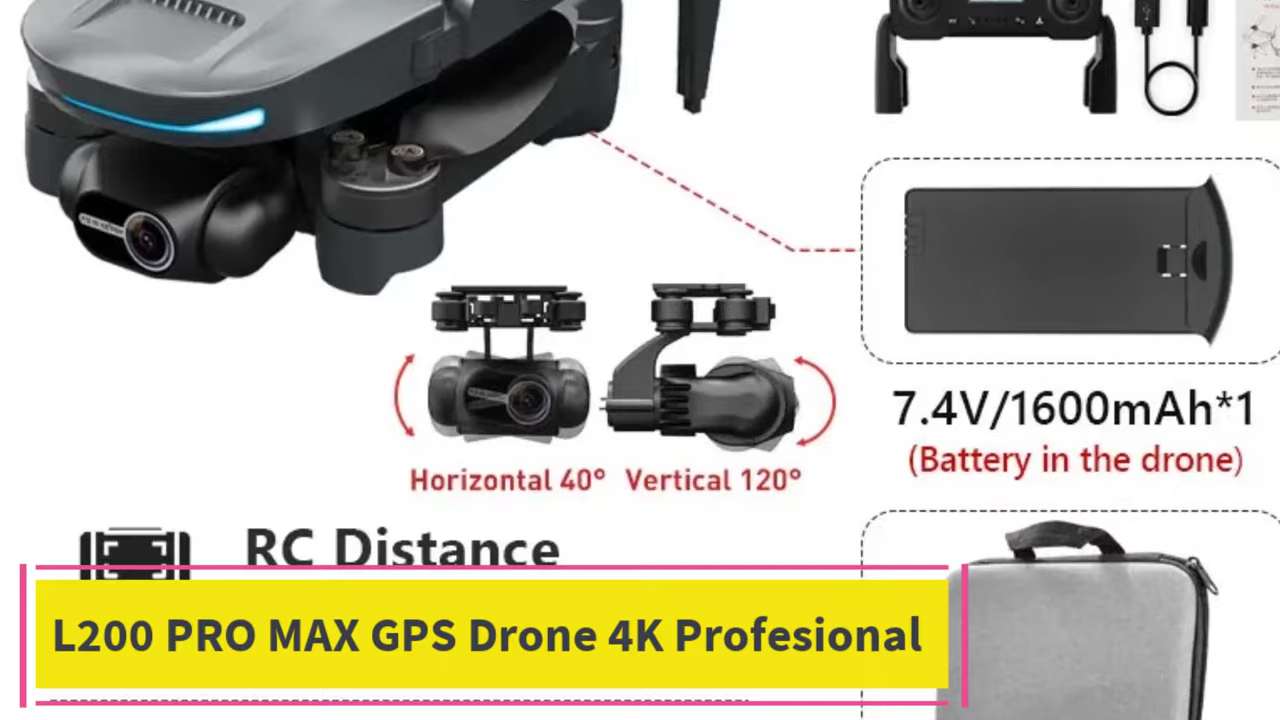 7.4V/1600mAh*1
(Battery in the drone)
Horizontal 40° Vertical 120°
RC Distance
L200 PRO MAX GPS Drone 4K Profesional